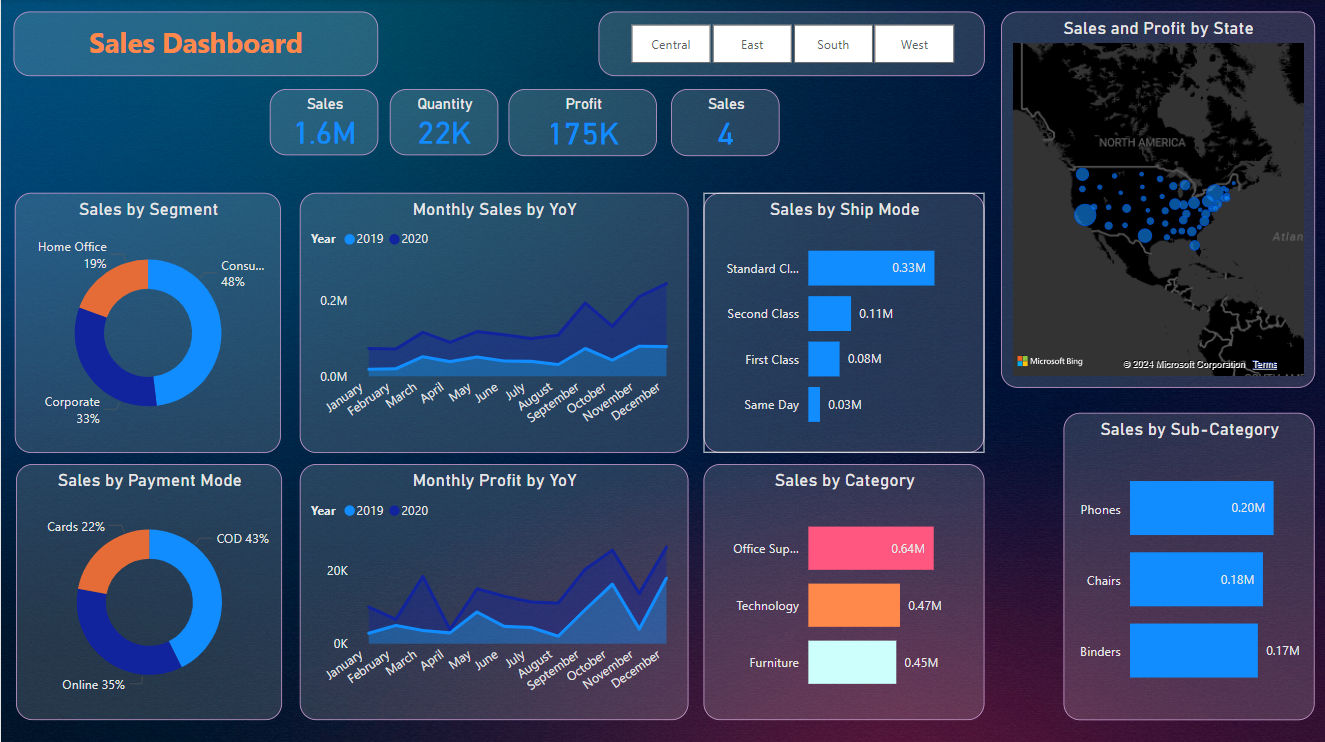 Sales Dashboard
Central East South West
Sales and Profit by State
Sales
1.6M
Quantity
22K
Profit
175K
Sales
4
NORTH AMERICA
Atlan
Microsoft Bing
© 2024 Microsoft Corporation Terms
Sales by Segment
Home Office
19%
Consu...
48%
Corporate
33%
Monthly Sales by YoY
Year 2019 2020
0.2M
0.0M
January
February
March
April
May
June
July
August
September
October
November
December
Sales by Ship Mode
Standard Cl... 0.33M
Second Class 0.11M
First Class 0.08M
Same Day 0.03M
Sales by Payment Mode
Cards 22%
COD 43%
Online 35%
Monthly Profit by YoY
Year 2019 2020
20K
0K
January
February
March
April
May
June
July
August
September
October
November
December
Sales by Category
Office Sup... 0.64M
Technology 0.47M
Furniture 0.45M
Sales by Sub-Category
Phones 0.20M
Chairs 0.18M
Binders 0.17M